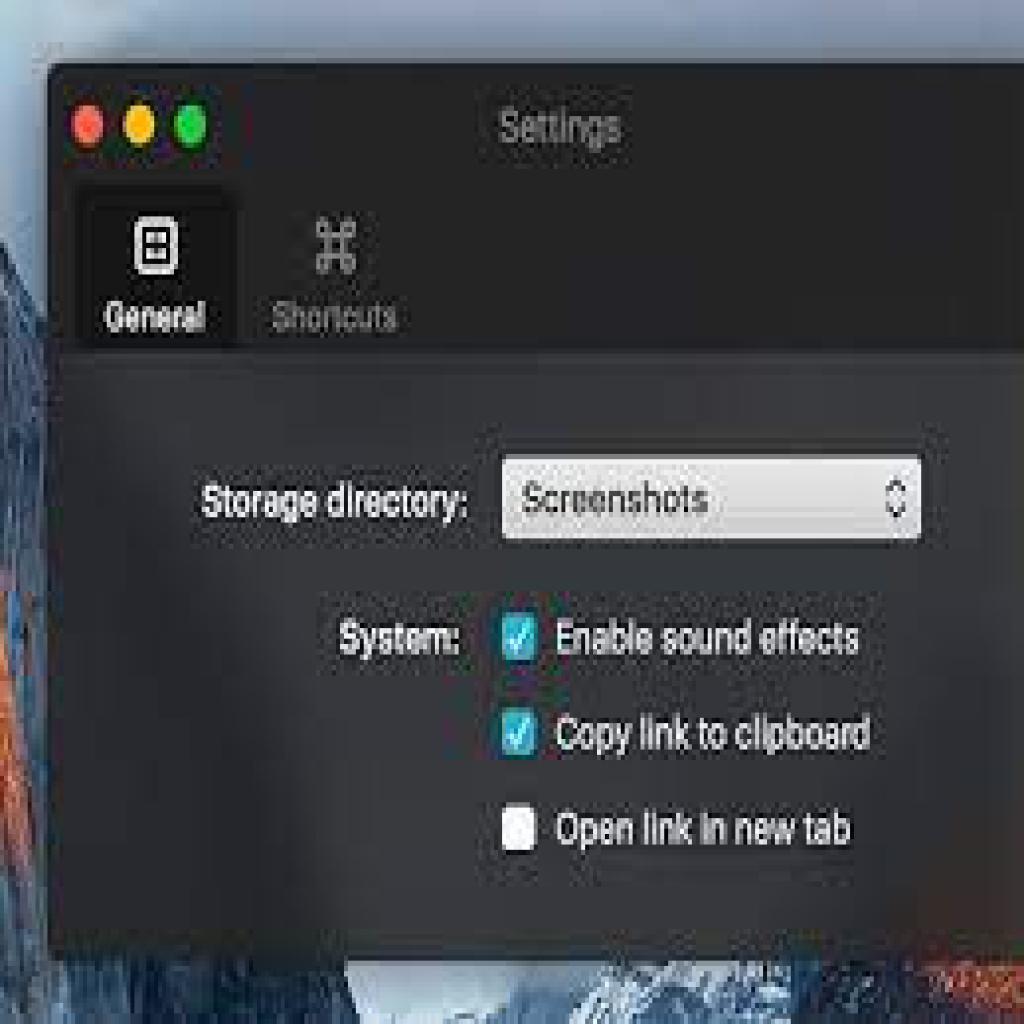 Settings
General
Shortcuts
Storage directory: Screenshots
System: Enable sound effects
Copy link to clipboard
Open link in new tab